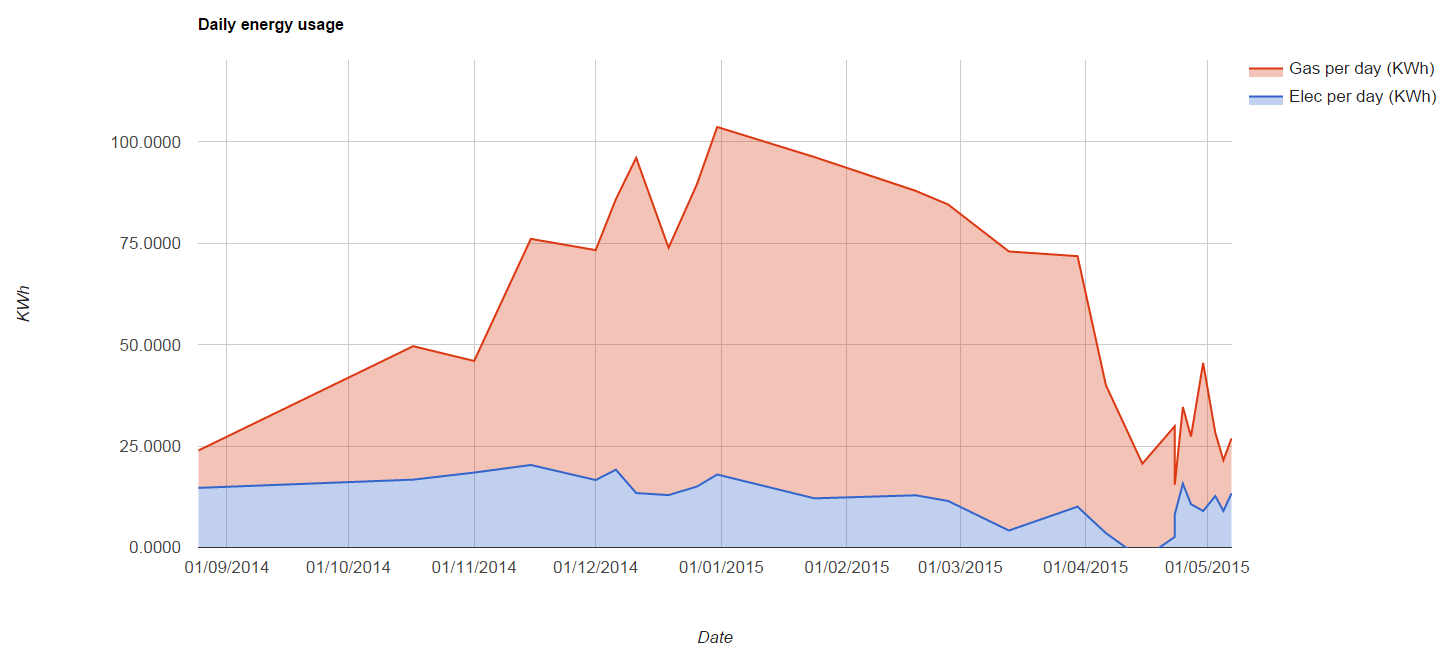 Daily energy usage
Gas per day (KWh)
Elec per day (KWh)
100.0000
75.0000
50.0000
25.0000
0.0000
KWh
01/09/2014 01/10/2014 01/11/2014 01/12/2014 01/01/2015 01/02/2015 01/03/2015 01/04/2015 01/05/2015
Date